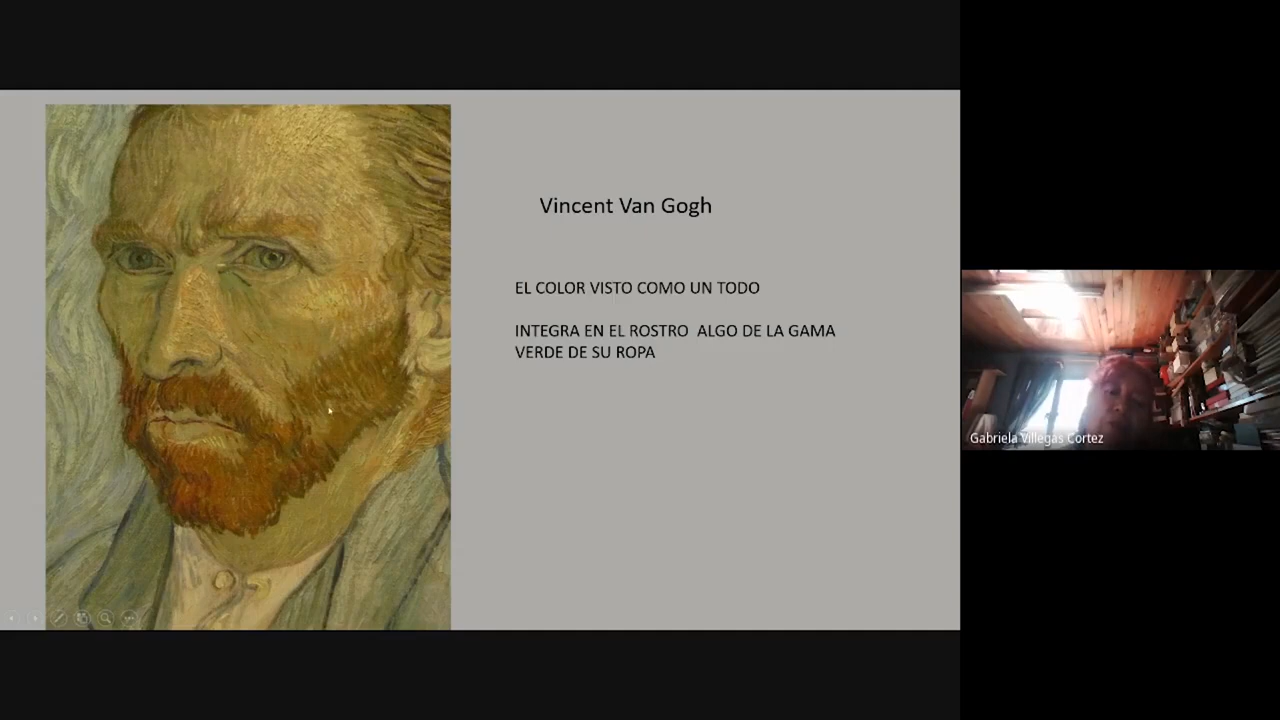 Vincent Van Gogh
EL COLOR VISTO COMO UN TODO
INTEGRA EN EL ROSTRO ALGO DE LA GAMA
VERDE DE SU ROPA
Gabriela Villegas Cortez